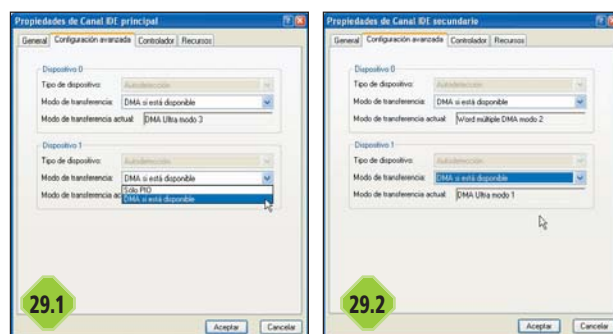 Propiedades de Canal IDE principal
General Configuración avanzada Controlador Recursos
Dispositivo 0
Tipo de dispositivo: Autodetección
Modo de transferencia: DMA si está disponible
Modo de transferencia actual: DMA Ultra modo 3
Dispositivo 1
Tipo de dispositivo: Autodetección
Modo de transferencia: DMA si está disponible
Sólo PIO
Modo de transferencia DMA si está disponible
29.1
Aceptar Cancelar
Propiedades de Canal IDE secundario
General Configuración avanzada Controlador Recursos
Dispositivo 0
Tipo de dispositivo: Autodetección
Modo de transferencia: DMA si está disponible
Modo de transferencia actual: Word múltiple DMA modo 2
Dispositivo 1
Tipo de dispositivo: Autodetección
Modo de transferencia: DMA si está disponible
Modo de transferencia actual: DMA Ultra modo 1
29.2
Aceptar Cancelar